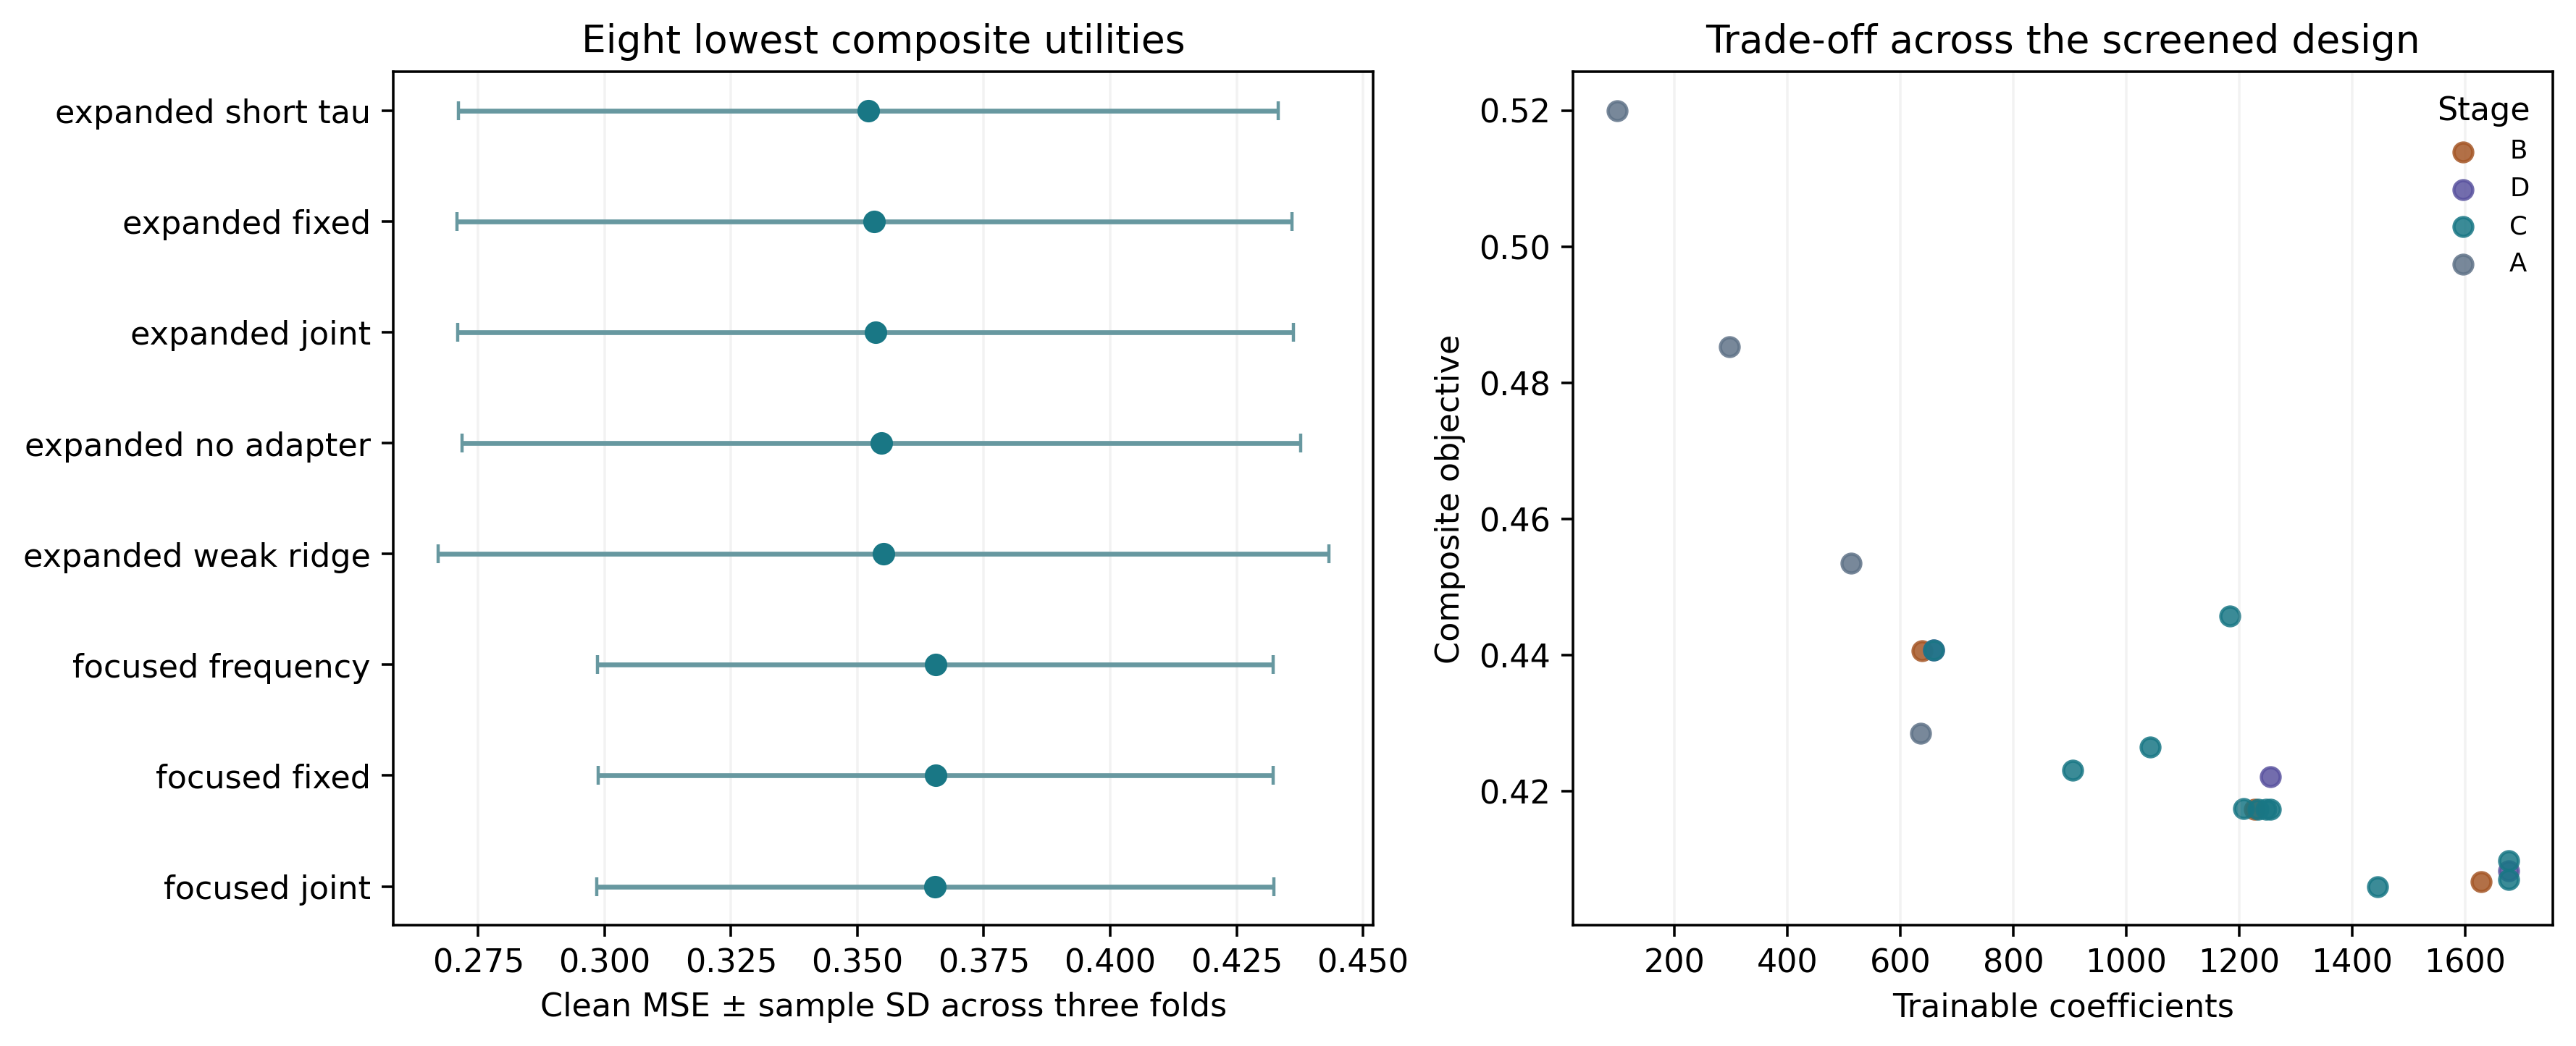 Eight lowest composite utilities
expanded short tau
expanded fixed
expanded joint
expanded no adapter
expanded weak ridge
focused frequency
focused fixed
focused joint
0.275 0.300 0.325 0.350 0.375 0.400 0.425 0.450
Clean MSE ± sample SD across three folds
Trade-off across the screened design
Composite objective
0.52
0.50
0.48
0.46
0.44
0.42
Stage
B
D
C
A
200 400 600 800 1000 1200 1400 1600
Trainable coefficients